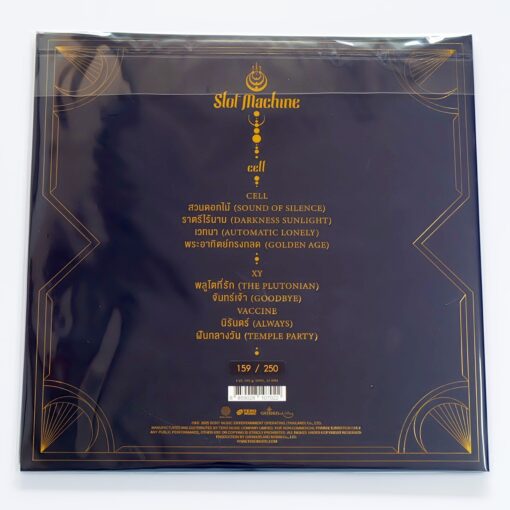 Slot Machine
cell
CELL
สวนดอกไม้ (SOUND OF SILENCE)
ราตรีไร้นาม (DARKNESS SUNLIGHT)
เวทนา (AUTOMATIC LONELY)
พระอาทิตย์ทรงกลด (GOLDEN AGE)
XY
พลูโตที่รัก (THE PLUTONIAN)
จันทร์เจ้า (GOODBYE)
VACCINE
นิรันดร์ (ALWAYS)
ฝันกลางวัน (TEMPLE PARTY)
159 / 250